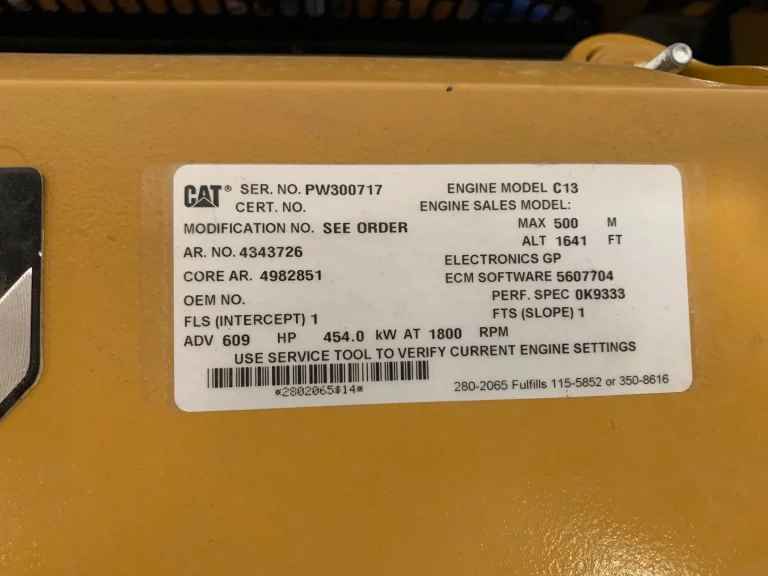 CAT® SER. NO. PW300717 ENGINE MODEL C13
CERT. NO. ENGINE SALES MODEL:
MODIFICATION NO. SEE ORDER MAX 500 M
ALT 1641 FT
AR. NO. 4343726 ELECTRONICS GP
CORE AR. 4982851 ECM SOFTWARE 5607704
OEM NO. PERF. SPEC 0K9333
FLS (INTERCEPT) 1 FTS (SLOPE) 1
ADV 609 HP 454.0 kW AT 1800 RPM
USE SERVICE TOOL TO VERIFY CURRENT ENGINE SETTINGS
*2802065$14* 280-2065 Fulfills 115-5852 or 350-8616